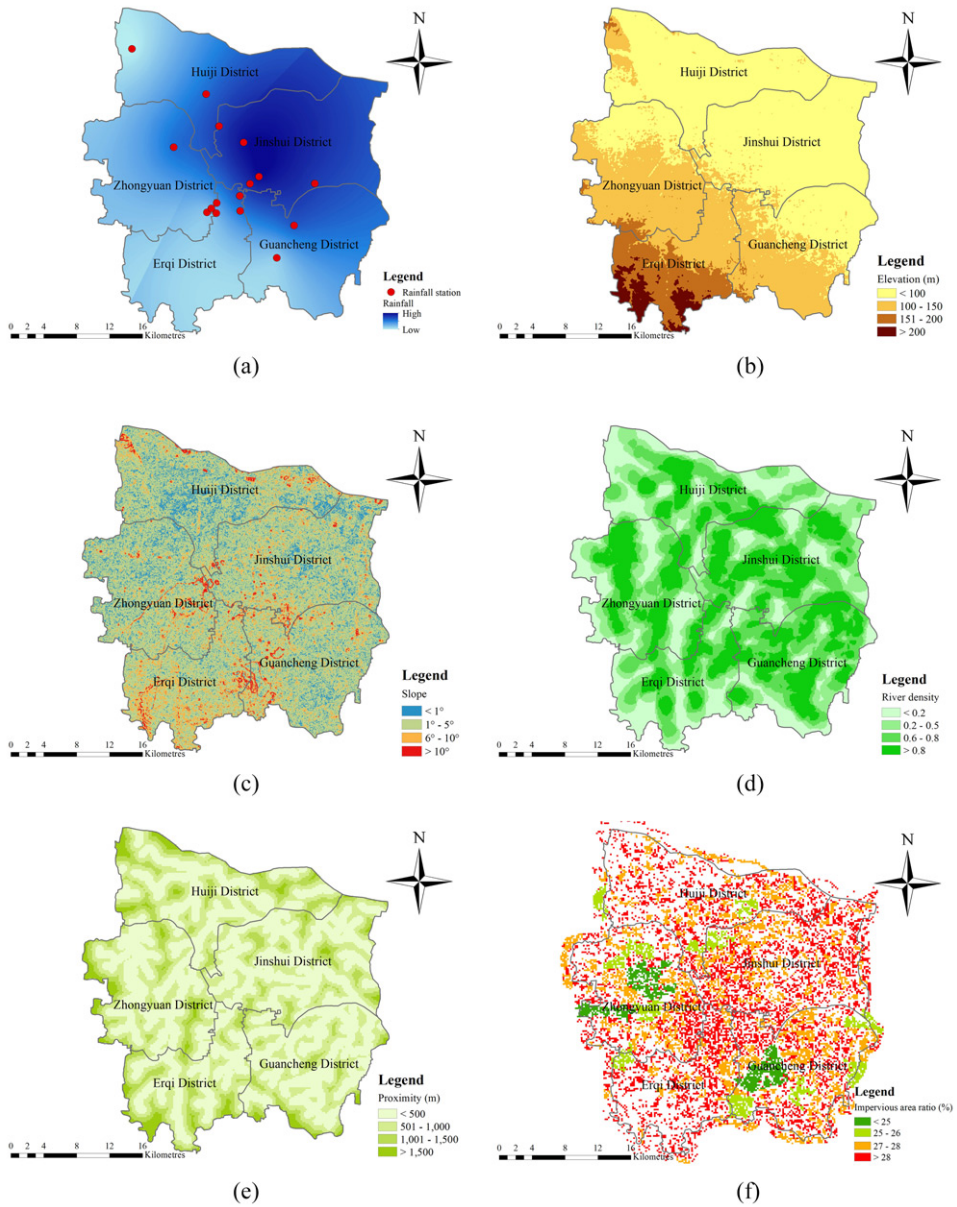 N
Huiji District
Jinshui District
Zhongyuan District
Guancheng District
Erqi District
Legend
Rainfall station
Rainfall
High
Low
0 2 4 8 12 16
Kilometres
(a)
N
Huiji District
Jinshui District
Zhongyuan District
Guancheng District
Erqi District
Legend
Elevation (m)
< 100
100 - 150
151 - 200
> 200
0 2 4 8 12 16
Kilometres
(b)
N
Huiji District
Jinshui District
Zhongyuan District
Guancheng District
Erqi District
Legend
Slope
< 1°
1° - 5°
6° - 10°
> 10°
0 2 4 8 12 16
Kilometres
(c)
N
Huiji District
Jinshui District
Zhongyuan District
Guancheng District
Erqi District
Legend
River density
< 0.2
0.2 - 0.5
0.6 - 0.8
> 0.8
0 2 4 8 12 16
Kilometres
(d)
N
Huiji District
Jinshui District
Zhongyuan District
Guancheng District
Erqi District
Legend
Proximity (m)
< 500
501 - 1,000
1,001 - 1,500
> 1,500
0 2 4 8 12 16
Kilometres
(e)
N
Huiji District
Jinshui District
Zhongyuan District
Guancheng District
Erqi District
Legend
Impervious area ratio (%)
< 25
25 - 26
27 - 28
> 28
0 2 4 8 12 16
Kilometres
(f)